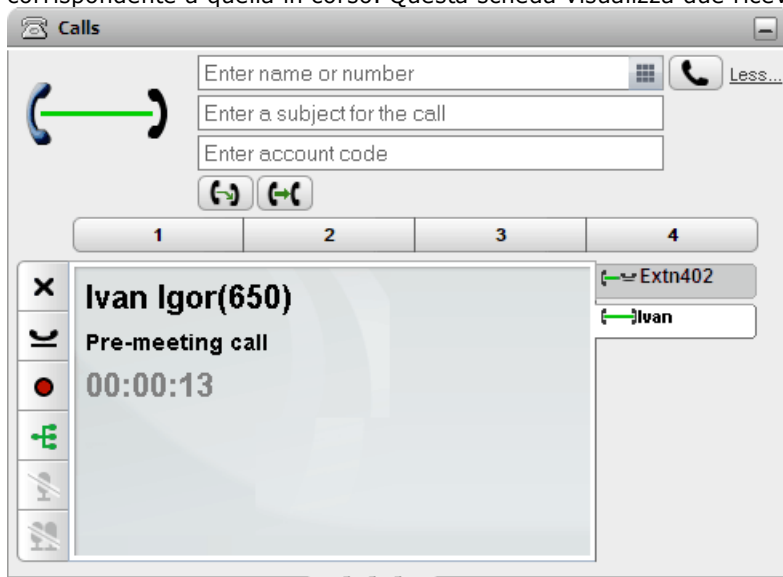 corrispondente a quella in corso. Questa scheda visualizza due ricev
Calls
Enter name or number
Less...
Enter a subject for the call
Enter account code
1 2 3 4
Extn402
Ivan Igor(650)
Ivan
Pre-meeting call
00:00:13